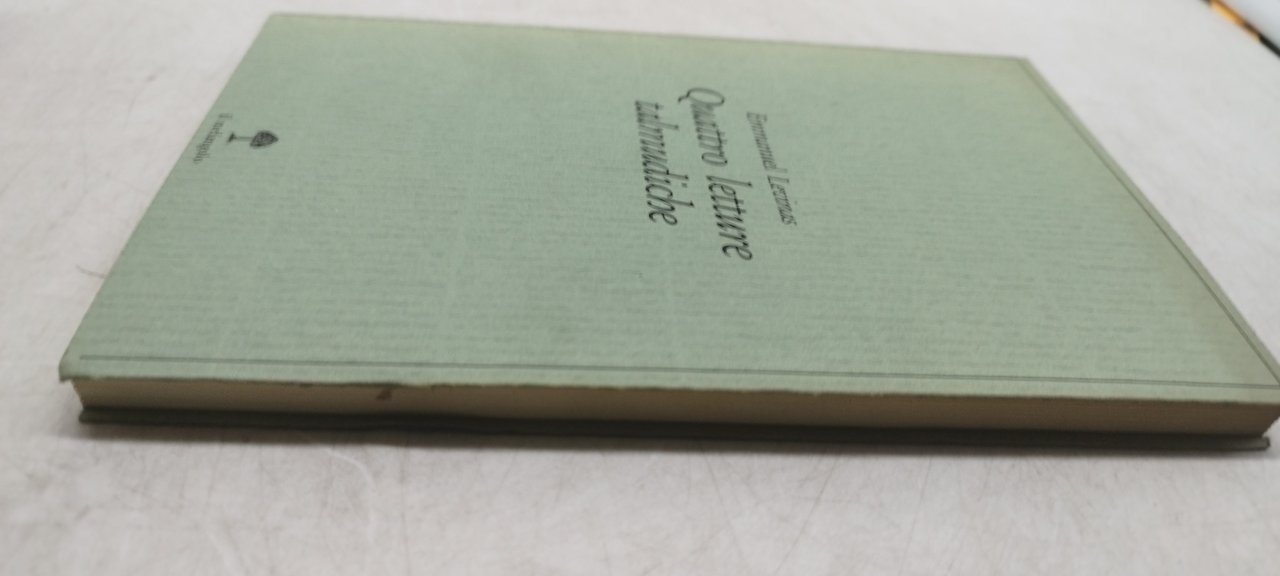 Emmanuel Levinas
Quattro letture
talmudiche
il melangolo